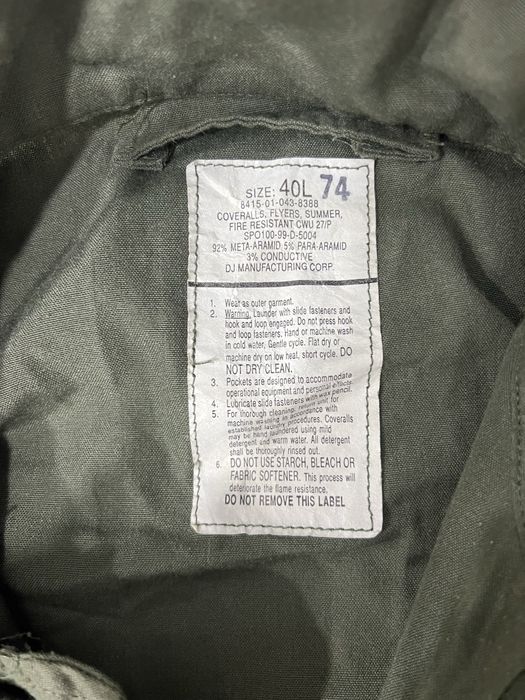 SIZE: 40L 74
8415-01-043-8388
COVERALLS, FLYERS, SUMMER,
FIRE RESISTANT CWU 27/P
SPO100-99-D-5004
92% META-ARAMID 5% PARA-ARAMID
3% CONDUCTIVE
DJ MANUFACTURING CORP.
1. Wear as outer garment.
2. Warning. Launder with slide fasteners and
hook and loop engaged. Do not press hook
and loop fasteners. Hand or machine wash
in cold water, Gentle cycle. Flat dry or
machine dry on low heat, short cycle. DO
NOT DRY CLEAN.
3. Pockets are designed to accommodate
operational equipment and personal effects.
4. Lubricate slide fasteners with wax pencil.
5. For thorough cleaning, return unit for
machine washing in accordance with
established laundry procedures. Coveralls
may be hand laundered using mild
detergent and warm water. All detergent
shall be thoroughly rinsed out.
6. DO NOT USE STARCH, BLEACH OR
FABRIC SOFTENER. This process will
deteriorate the flame resistance.
DO NOT REMOVE THIS LABEL